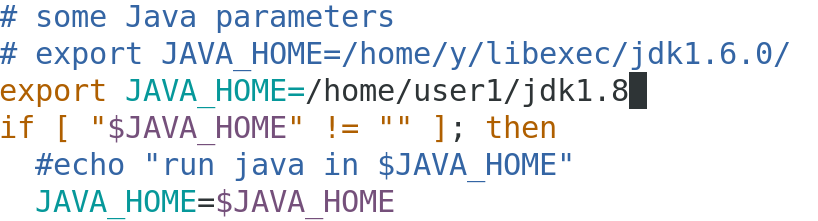 # some Java parameters
# export JAVA_HOME=/home/y/libexec/jdk1.6.0/
export JAVA_HOME=/home/user1/jdk1.8
if [ "$JAVA_HOME" != "" ]; then
  #echo "run java in $JAVA_HOME"
  JAVA_HOME=$JAVA_HOME